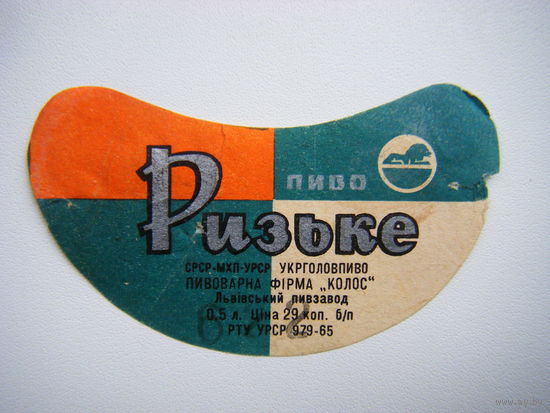 пиво
Ризьке
СРСР-МХП-УРСР УКРГОЛОВПИВО
ПИВОВАРНА ФІРМА „КОЛОС"
Львівський пивзавод
0,5 л. Ціна 29 коп. б/п
РТУ УРСР 979-65